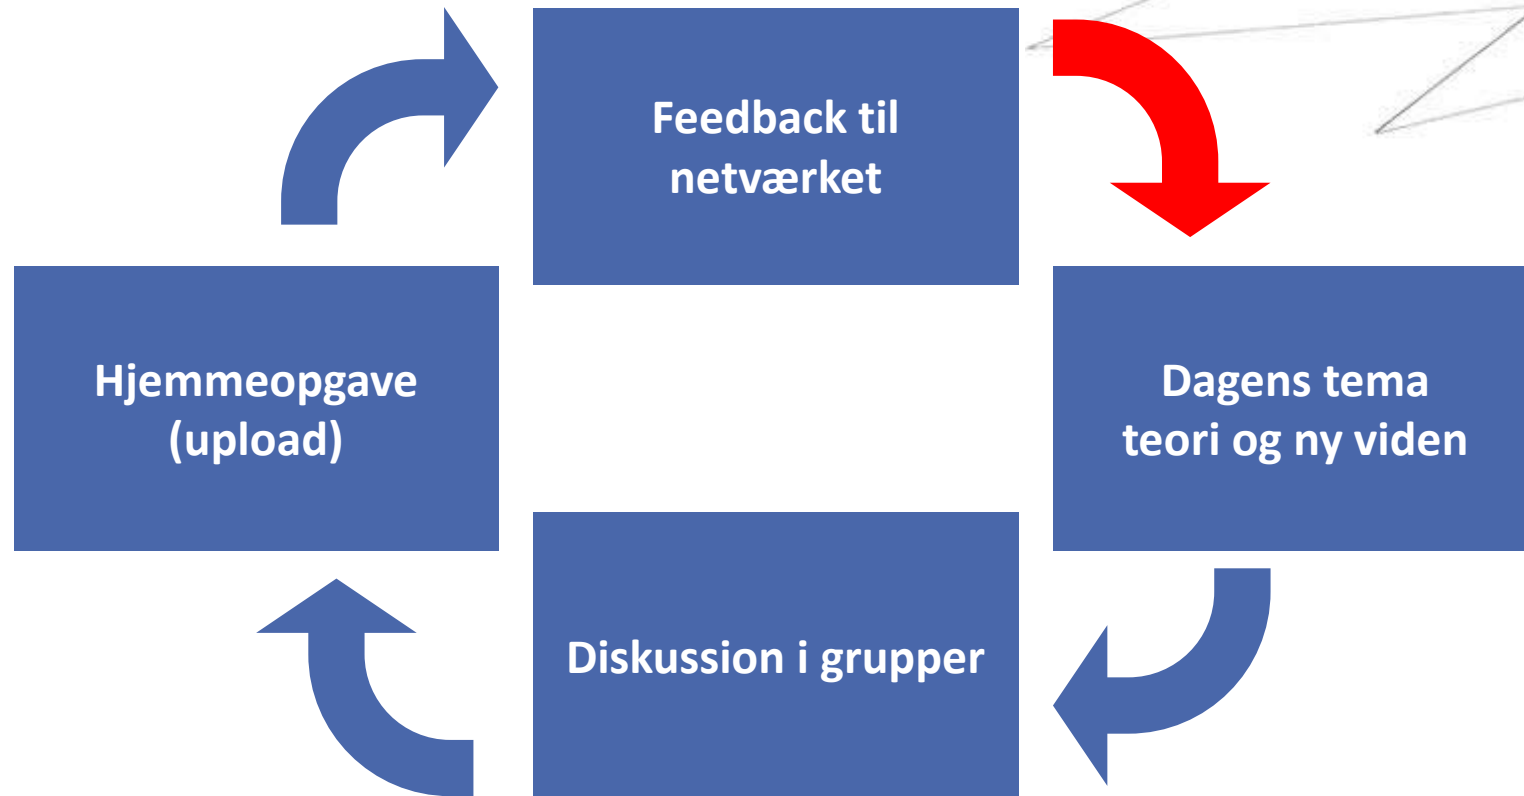 Feedback til
netværket
Hjemmeopgave
(upload)
Dagens tema
teori og ny viden
Diskussion i grupper